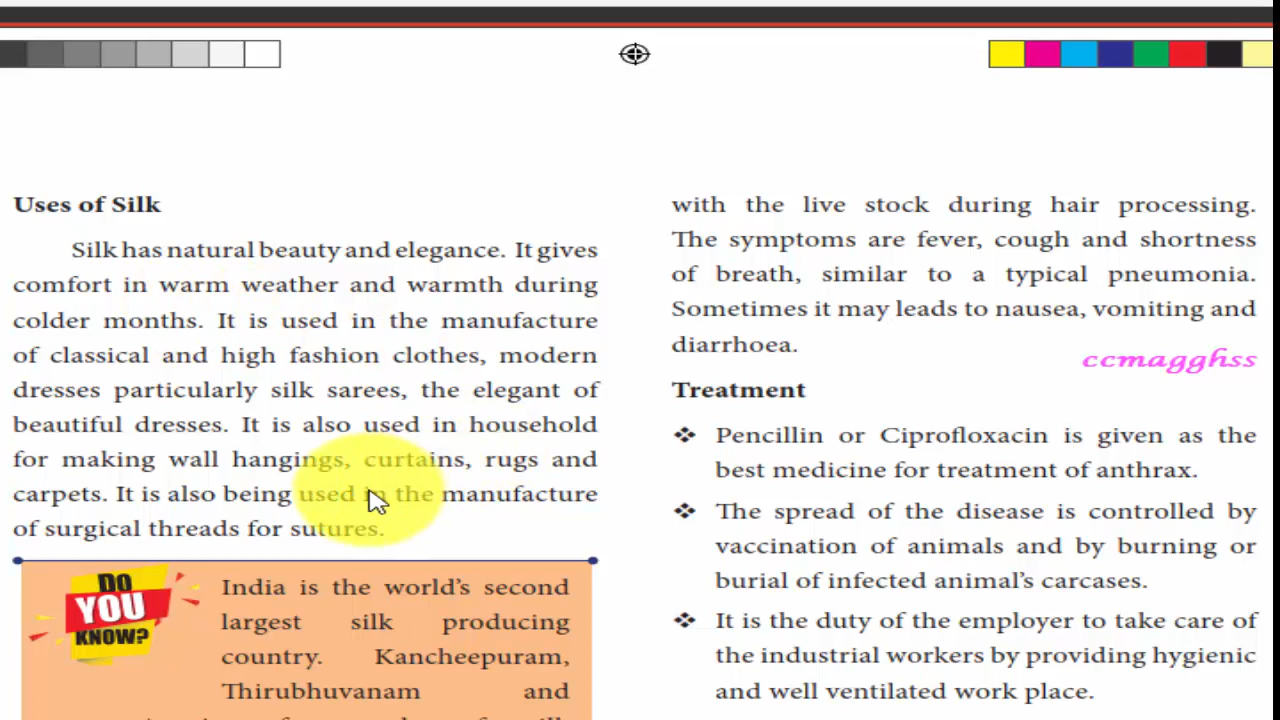 Uses of Silk
Silk has natural beauty and elegance. It gives
comfort in warm weather and warmth during
colder months. It is used in the manufacture
of classical and high fashion clothes, modern
dresses particularly silk sarees, the elegant of
beautiful dresses. It is also used in household
for making wall hangings, curtains, rugs and
carpets. It is also being used in the manufacture
of surgical threads for sutures.
DO
YOU
KNOW?
India is the world's second
largest silk producing
country. Kancheepuram,
Thirubhuvanam and
with the live stock during hair processing.
The symptoms are fever, cough and shortness
of breath, similar to a typical pneumonia.
Sometimes it may leads to nausea, vomiting and
diarrhoea.
ccmagghss
Treatment
❖ Pencillin or Ciprofloxacin is given as the
best medicine for treatment of anthrax.
❖ The spread of the disease is controlled by
vaccination of animals and by burning or
burial of infected animal's carcases.
❖ It is the duty of the employer to take care of
the industrial workers by providing hygienic
and well ventilated work place.